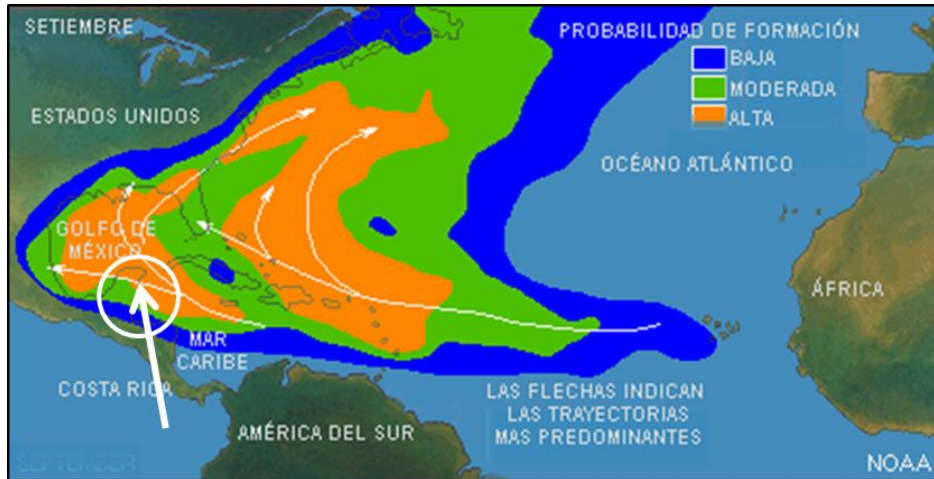 SETIEMBRE
PROBABILIDAD DE FORMACIÓN
BAJA
MODERADA
ALTA
ESTADOS UNIDOS
OCÉANO ATLÁNTICO
GOLFO DE
MÉXICO
ÁFRICA
MAR
CARIBE
COSTA RICA
LAS FLECHAS INDICAN
LAS TRAYECTORIAS
MAS PREDOMINANTES
AMÉRICA DEL SUR
SEPTEMBER
NOAA